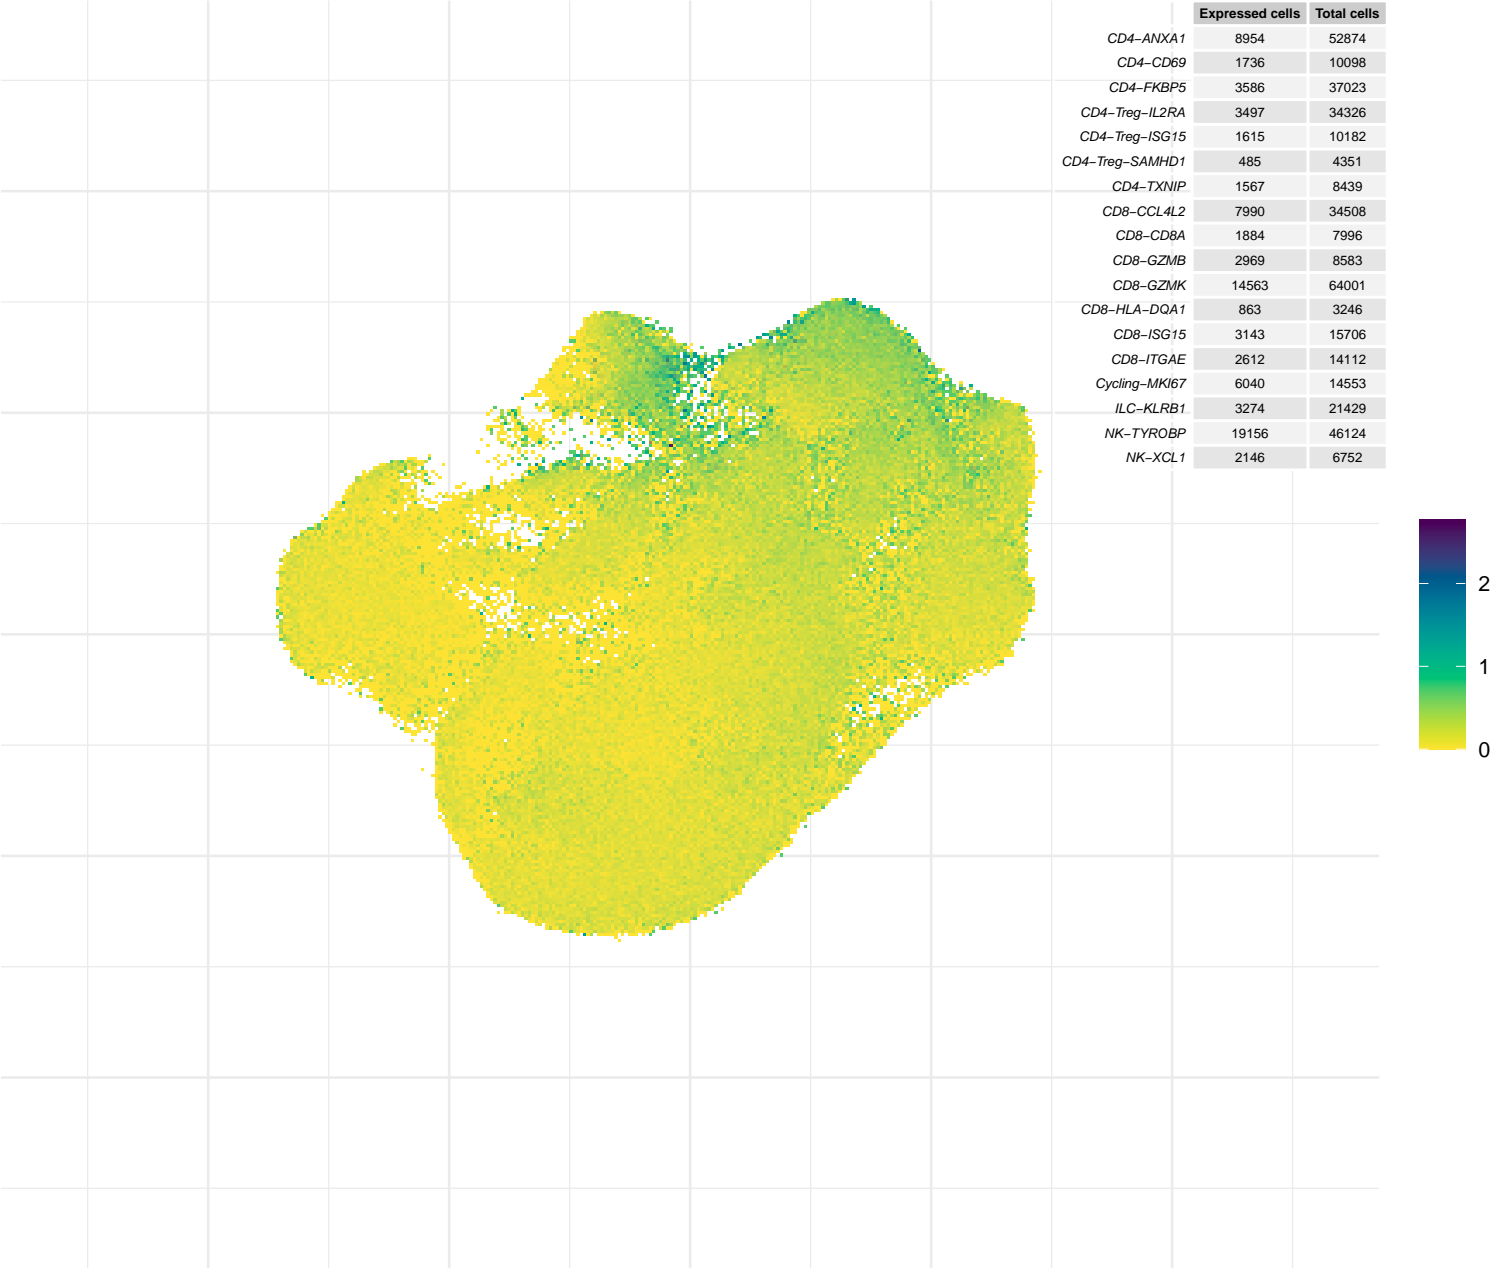 Expressed cells Total cells
CD4−ANXA1 8954 52874
CD4−CD69 1736 10098
CD4−FKBP5 3586 37023
CD4−Treg−IL2RA 3497 34326
CD4−Treg−ISG15 1615 10182
CD4−Treg−SAMHD1 485 4351
CD4−TXNIP 1567 8439
CD8−CCL4L2 7990 34508
CD8−CD8A 1884 7996
CD8−GZMB 2969 8583
CD8−GZMK 14563 64001
CD8−HLA−DQA1 863 3246
CD8−ISG15 3143 15706
CD8−ITGAE 2612 14112
Cycling−MKI67 6040 14553
ILC−KLRB1 3274 21429
NK−TYROBP 19156 46124
NK−XCL1 2146 6752
2
1
0